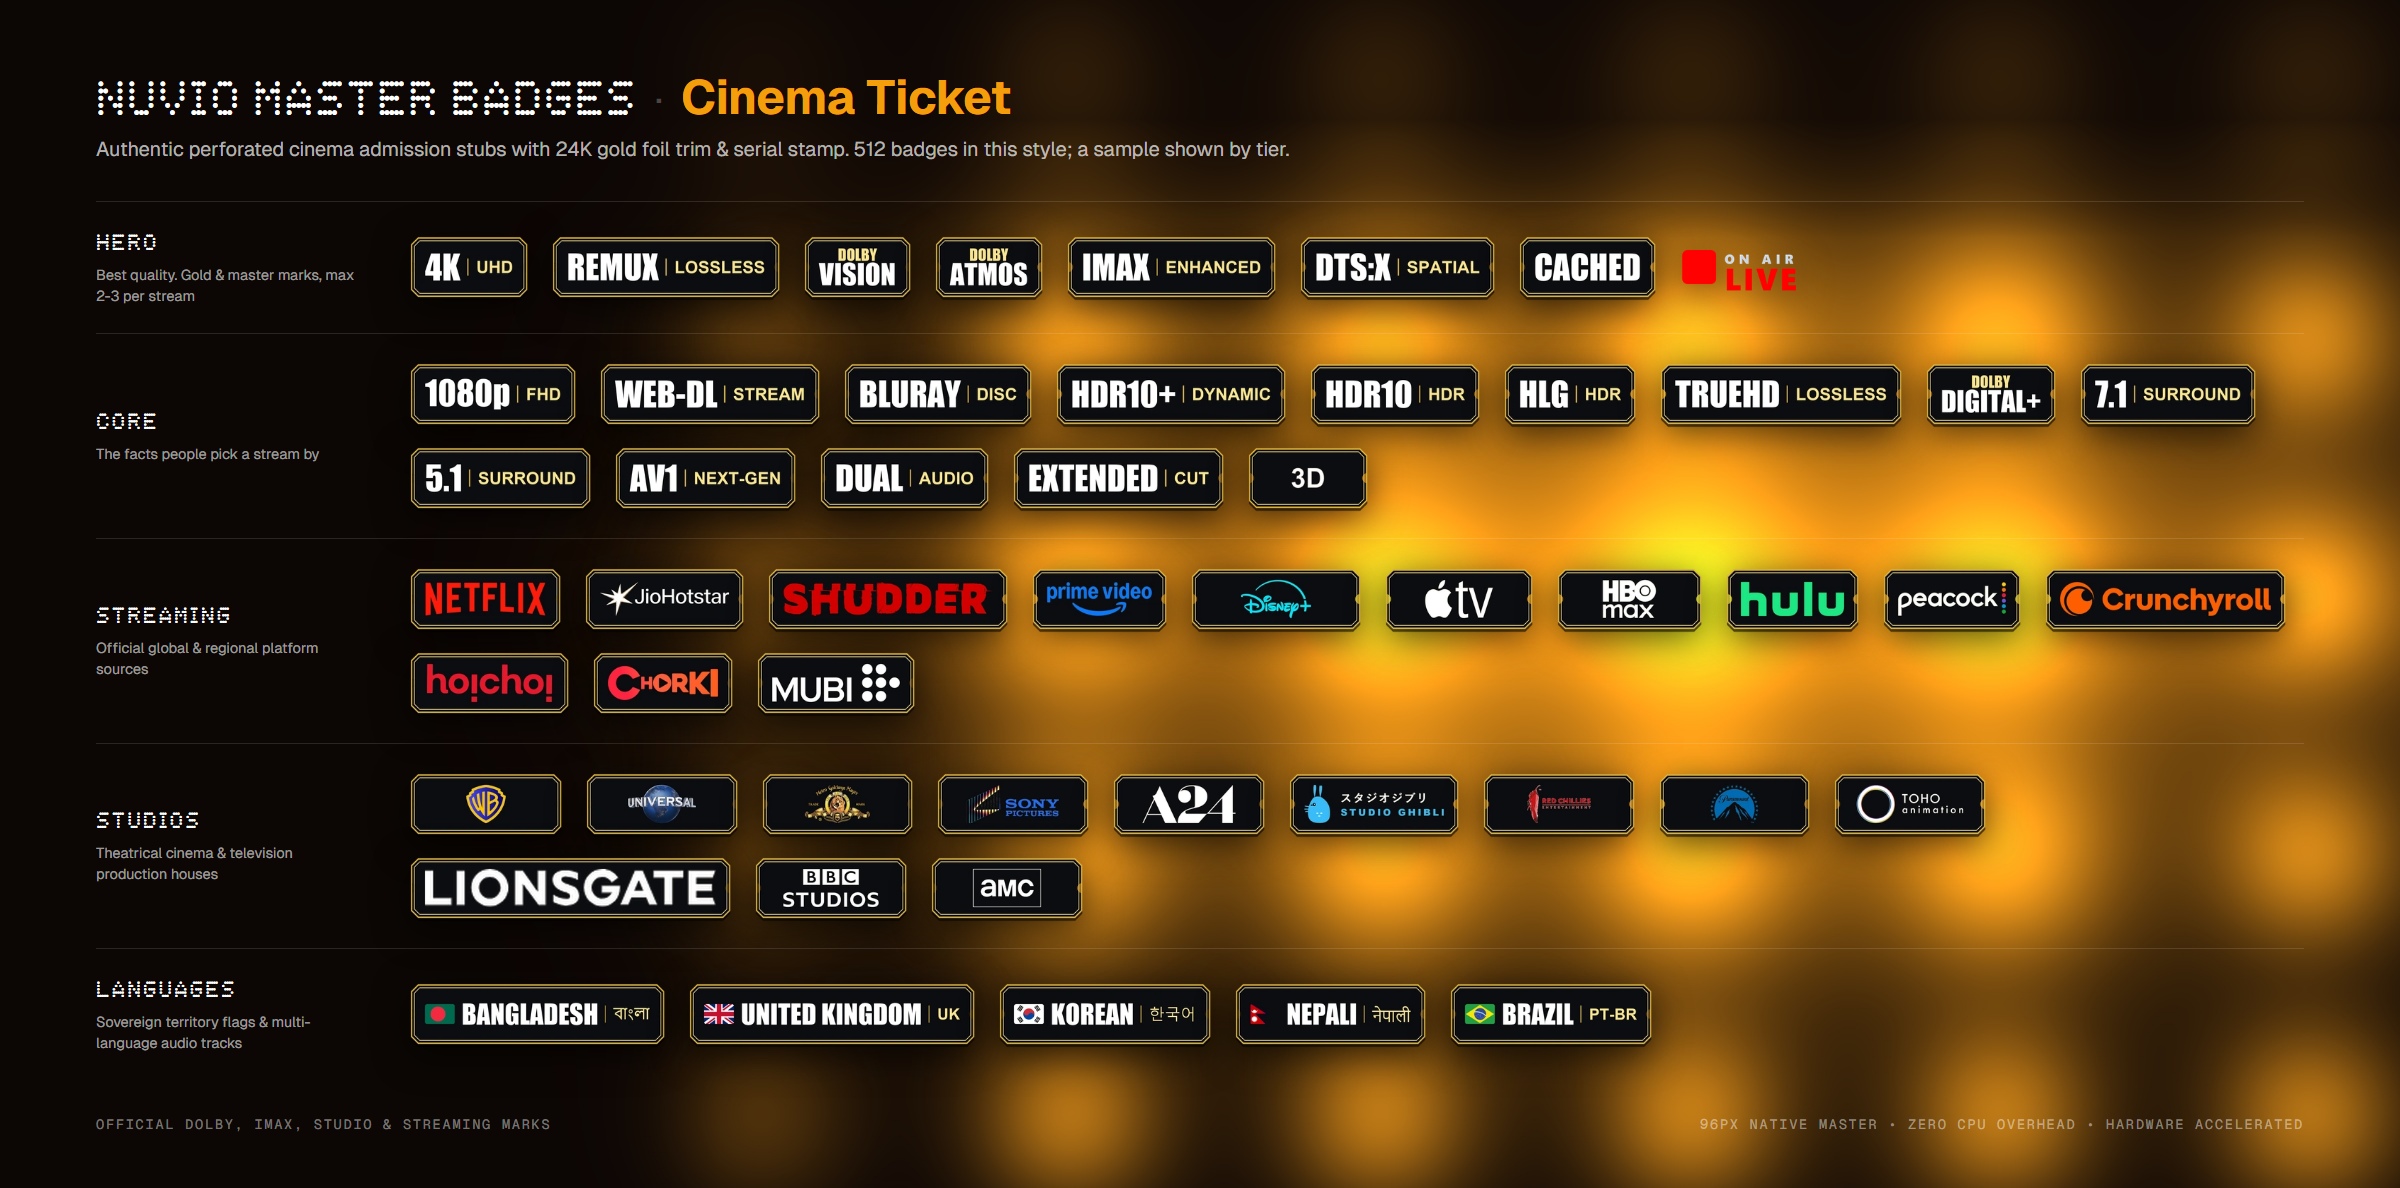 NUVIO MASTER BADGES · Cinema Ticket
Authentic perforated cinema admission stubs with 24K gold foil trim & serial stamp. 512 badges in this style; a sample shown by tier.
HERO
Best quality. Gold & master marks, max
2-3 per stream
4K | UHD
REMUX | LOSSLESS
DOLBY
VISION
DOLBY
ATMOS
IMAX | ENHANCED
DTS:X | SPATIAL
CACHED
ON AIR
LIVE
CORE
The facts people pick a stream by
1080p | FHD
WEB-DL | STREAM
BLURAY | DISC
HDR10+ | DYNAMIC
HDR10 | HDR
HLG | HDR
TRUEHD | LOSSLESS
DOLBY
DIGITAL+
7.1 | SURROUND
5.1 | SURROUND
AV1 | NEXT-GEN
DUAL | AUDIO
EXTENDED | CUT
3D
STREAMING
Official global & regional platform
sources
NETFLIX
JioHotstar
SHUDDER
prime video
Disney+
tv
HBO
max
hulu
peacock
Crunchyroll
hoichoi
CHORKI
MUBI
STUDIOS
Theatrical cinema & television
production houses
WB
UNIVERSAL
SONY
PICTURES
A24
スタジオジブリ
STUDIO GHIBLI
RED CHILLIES
ENTERTAINMENT
Paramount
TOHO
animation
LIONSGATE
BBC
STUDIOS
aMC
LANGUAGES
Sovereign territory flags & multi-
language audio tracks
BANGLADESH | বাংলা
UNITED KINGDOM | UK
KOREAN | 한국어
NEPALI | नेपाली
BRAZIL | PT-BR
OFFICIAL DOLBY, IMAX, STUDIO & STREAMING MARKS
96PX NATIVE MASTER • ZERO CPU OVERHEAD • HARDWARE ACCELERATED